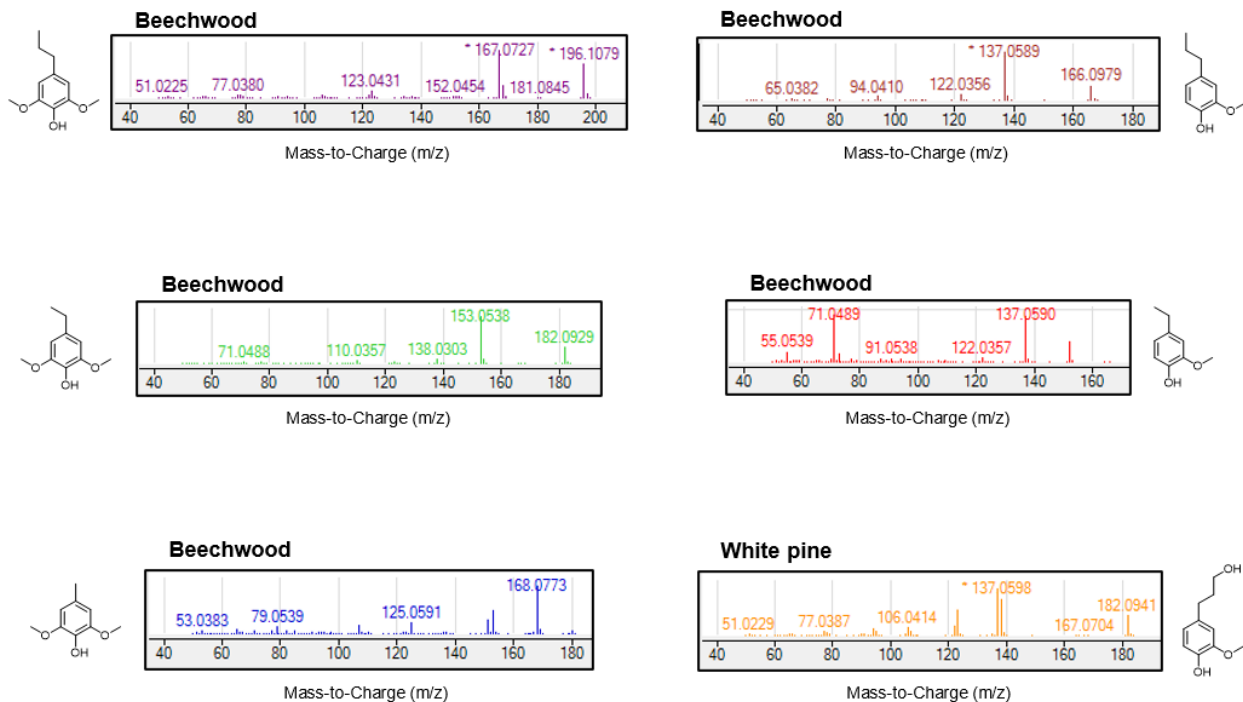 Beechwood
* 167.0727 * 196.1079
51.0225 77.0380 123.0431 152.0454 181.0845
40 60 80 100 120 140 160 180 200
Mass-to-Charge (m/z)
O O
OH
Beechwood
* 137.0589
65.0382 94.0410 122.0356 166.0979
40 60 80 100 120 140 160 180
Mass-to-Charge (m/z)
O
OH
Beechwood
153.0538
71.0488 110.0357 138.0303 182.0929
40 60 80 100 120 140 160 180
Mass-to-Charge (m/z)
O O
OH
Beechwood
71.0489 137.0590
55.0539 91.0538 122.0357
40 60 80 100 120 140 160
Mass-to-Charge (m/z)
O
OH
Beechwood
168.0773
53.0383 79.0539 125.0591
40 60 80 100 120 140 160 180
Mass-to-Charge (m/z)
O O
OH
White pine
* 137.0598
51.0229 77.0387 106.0414 167.0704 182.0941
40 60 80 100 120 140 160 180
Mass-to-Charge (m/z)
OH
O
OH